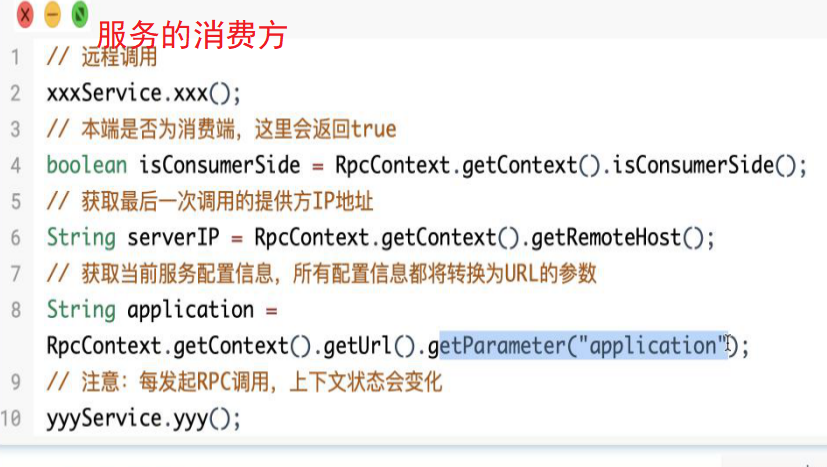 服务的消费方
1 // 远程调用
2 xxxService.xxx();
3 // 本端是否为消费端，这里会返回true
4 boolean isConsumerSide = RpcContext.getContext().isConsumerSide();
5 // 获取最后一次调用的提供方IP地址
6 String serverIP = RpcContext.getContext().getRemoteHost();
7 // 获取当前服务配置信息，所有配置信息都将转换为URL的参数
8 String application =
RpcContext.getContext().getUrl().getParameter("application");
9 // 注意：每发起RPC调用，上下文状态会变化
10 yyyService.yyy();